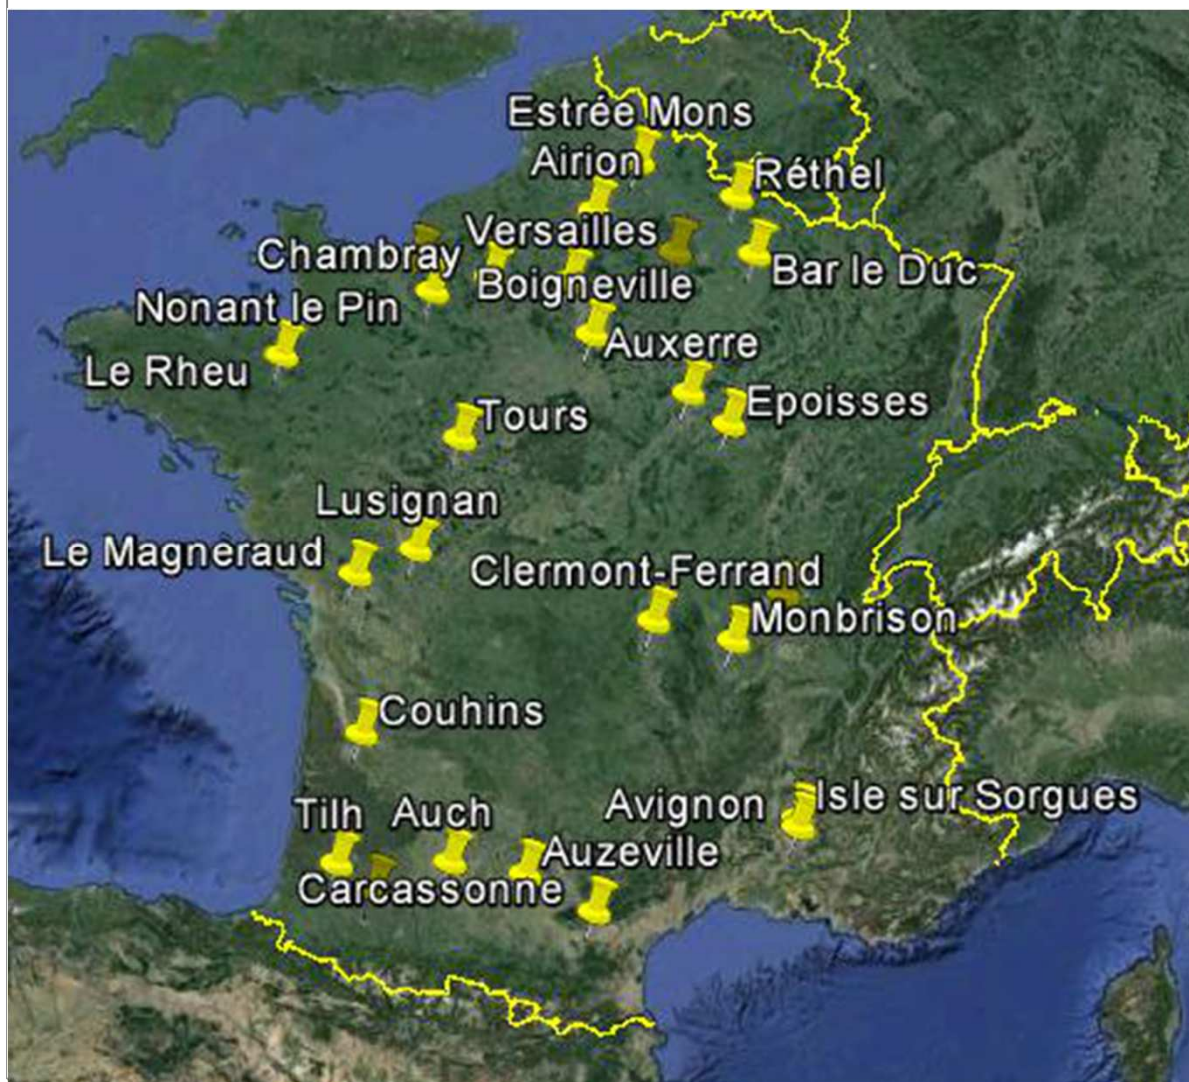 Estrée Mons
Airion
Réthel
Versailles
Chambray
Bar le Duc
Boigneville
Nonant le Pin
Auxerre
Le Rheu
Epoisses
Tours
Lusignan
Le Magneraud
Clermont-Ferrand
Monbrison
Couhins
Isle sur Sorgues
Avignon
Tilh
Auch
Auzeville
Carcassonne